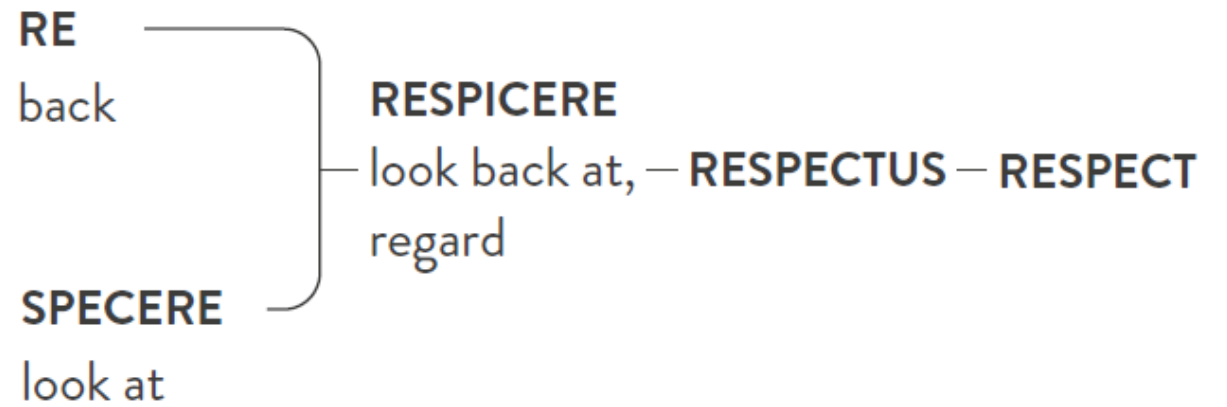 RE
back
SPECERE
look at
RESPICERE
look back at,
regard
RESPECTUS
RESPECT